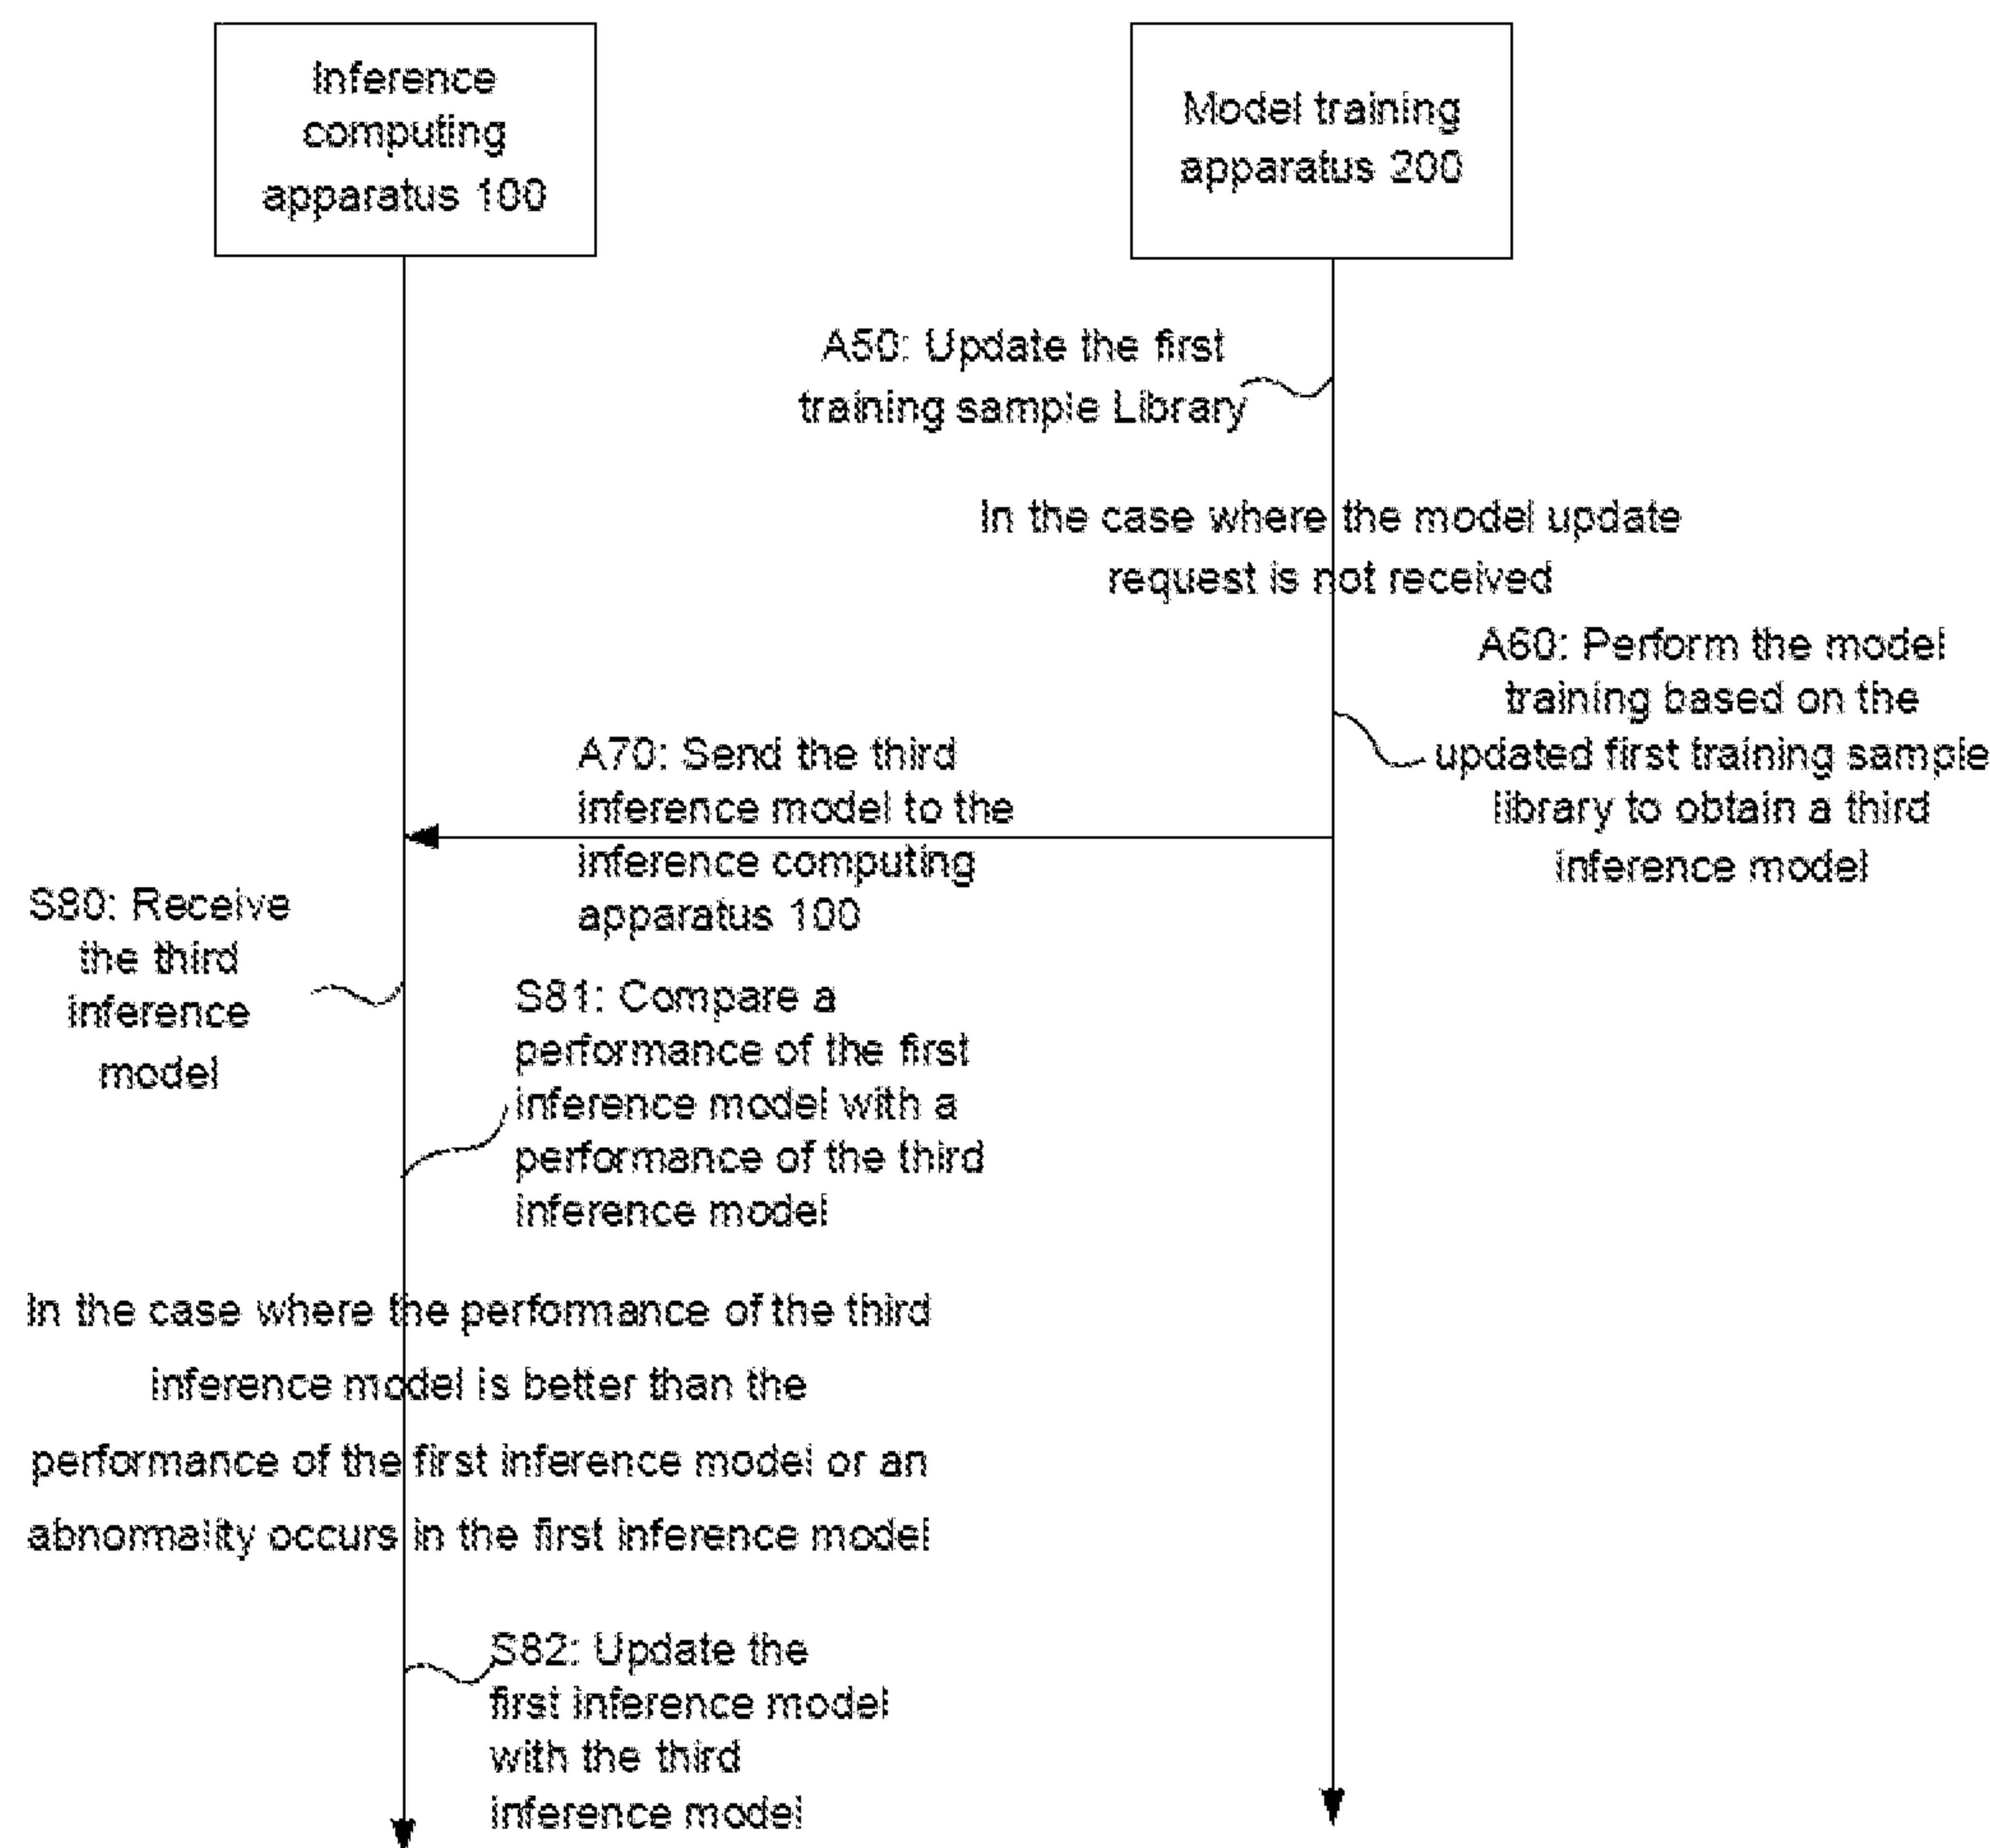 Inference
computing
apparatus 100
Model training
apparatus 200
A50: Update the first
training sample Library
In the case where the model update
request is not received
A60: Perform the model
training based on the
updated first training sample
library to obtain a third
inference model
A70: Send the third
inference model to the
inference computing
apparatus 100
S80: Receive
the third
inference
model
S81: Compare a
performance of the first
inference model with a
performance of the third
inference model
In the case where the performance of the third
inference model is better than the
performance of the first inference model or an
abnormality occurs in the first inference model
S82: Update the
first inference model
with the third
inference model